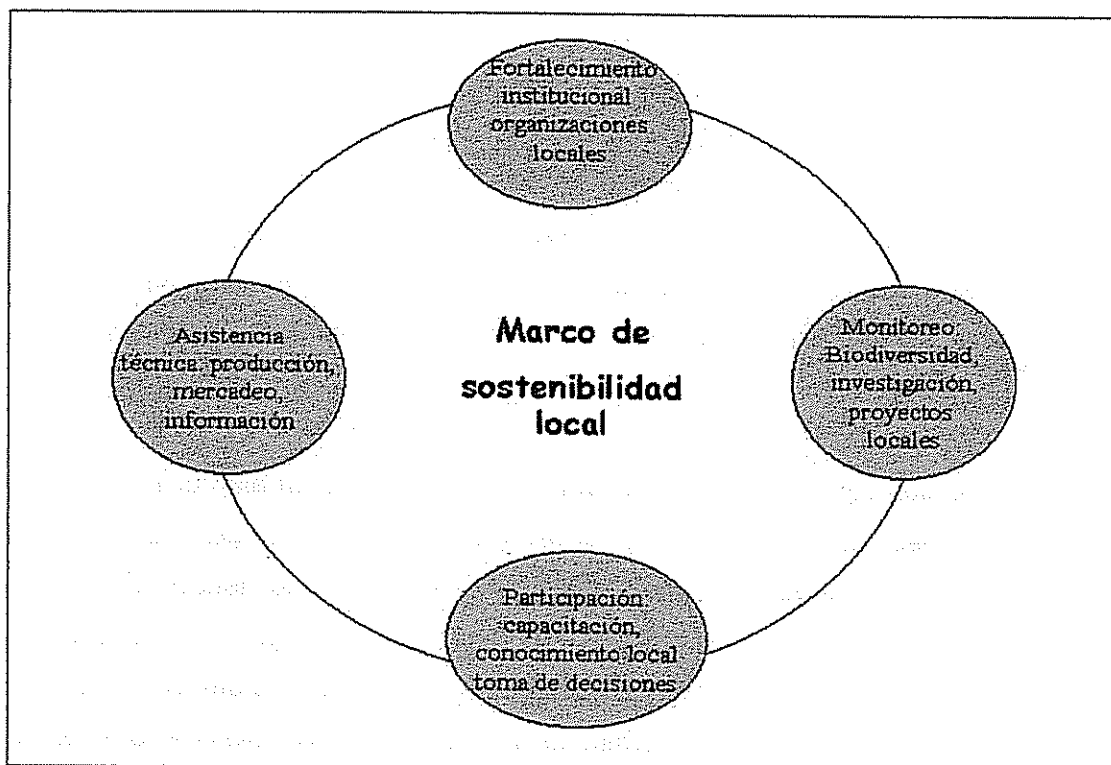 Fortalecimiento
institucional
organizaciones
locales
Asistencia
técnica: producción,
mercadeo,
información
Marco de
sostenibilidad
local
Monitoreo
Biodiversidad,
investigación,
proyectos
locales
Participación:
capacitación,
conocimiento local
toma de decisiones